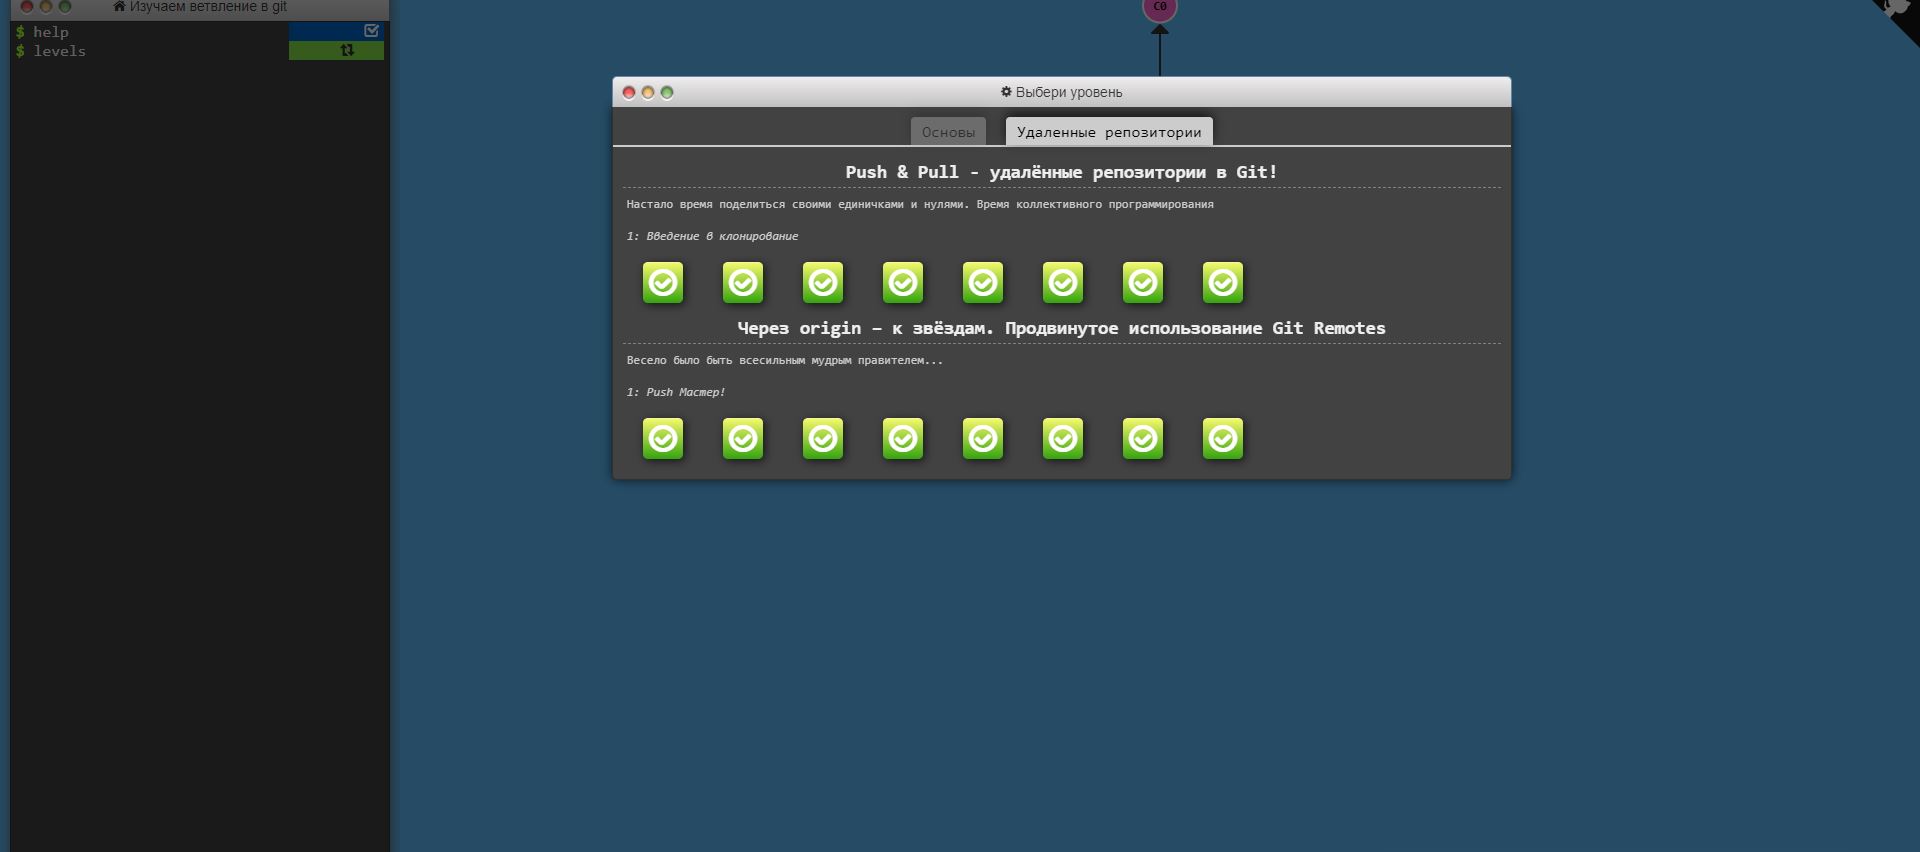 Изучаем ветвление в git
$ help
$ levels
C0
Выбери уровень
Основы
Удаленные репозитории
Push & Pull - удалённые репозитории в Git!
Настало время поделиться своими единичками и нулями. Время коллективного программирования
1: Введение в клонирование
Через origin – к звёздам. Продвинутое использование Git Remotes
Весело было быть всесильным мудрым правителем...
1: Push Мастер!